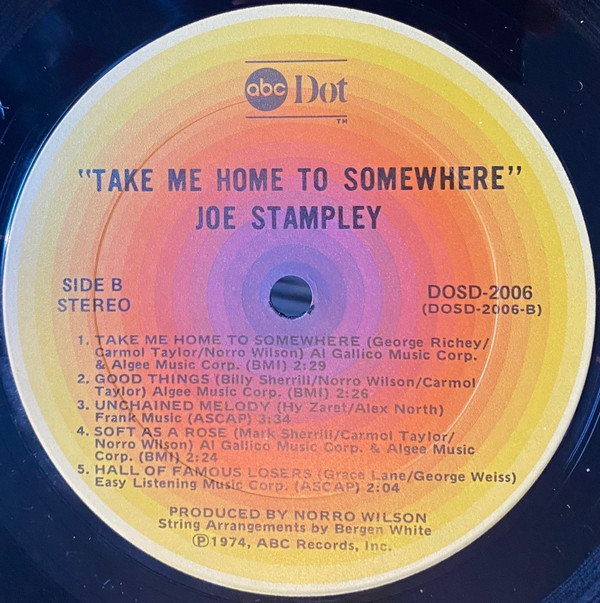 abc Dot
TM
"TAKE ME HOME TO SOMEWHERE"
JOE STAMPLEY
SIDE B
STEREO
DOSD-2006
(DOSD-2006-B)
1. TAKE ME HOME TO SOMEWHERE (George Richey/
Carmol Taylor/Norro Wilson) Al Gallico Music Corp.
& Algee Music Corp. (BMI) 2:29
2. GOOD THINGS (Billy Sherrill/Norro Wilson/Carmol
Taylor) Algee Music Corp. (BMI) 2:26
3. UNCHAINED MELODY (Hy Zaret/Alex North)
Frank Music (ASCAP) 3:34
4. SOFT AS A ROSE (Mark Sherrill/Carmol Taylor/
Norro Wilson) Al Gallico Music Corp. & Algee Music
Corp. (BMI) 2:24
5. HALL OF FAMOUS LOSERS (Grace Lane/George Weiss)
Easy Listening Music Corp. (ASCAP) 2:04
PRODUCED BY NORRO WILSON
String Arrangements by Bergen White
℗1974, ABC Records, Inc.